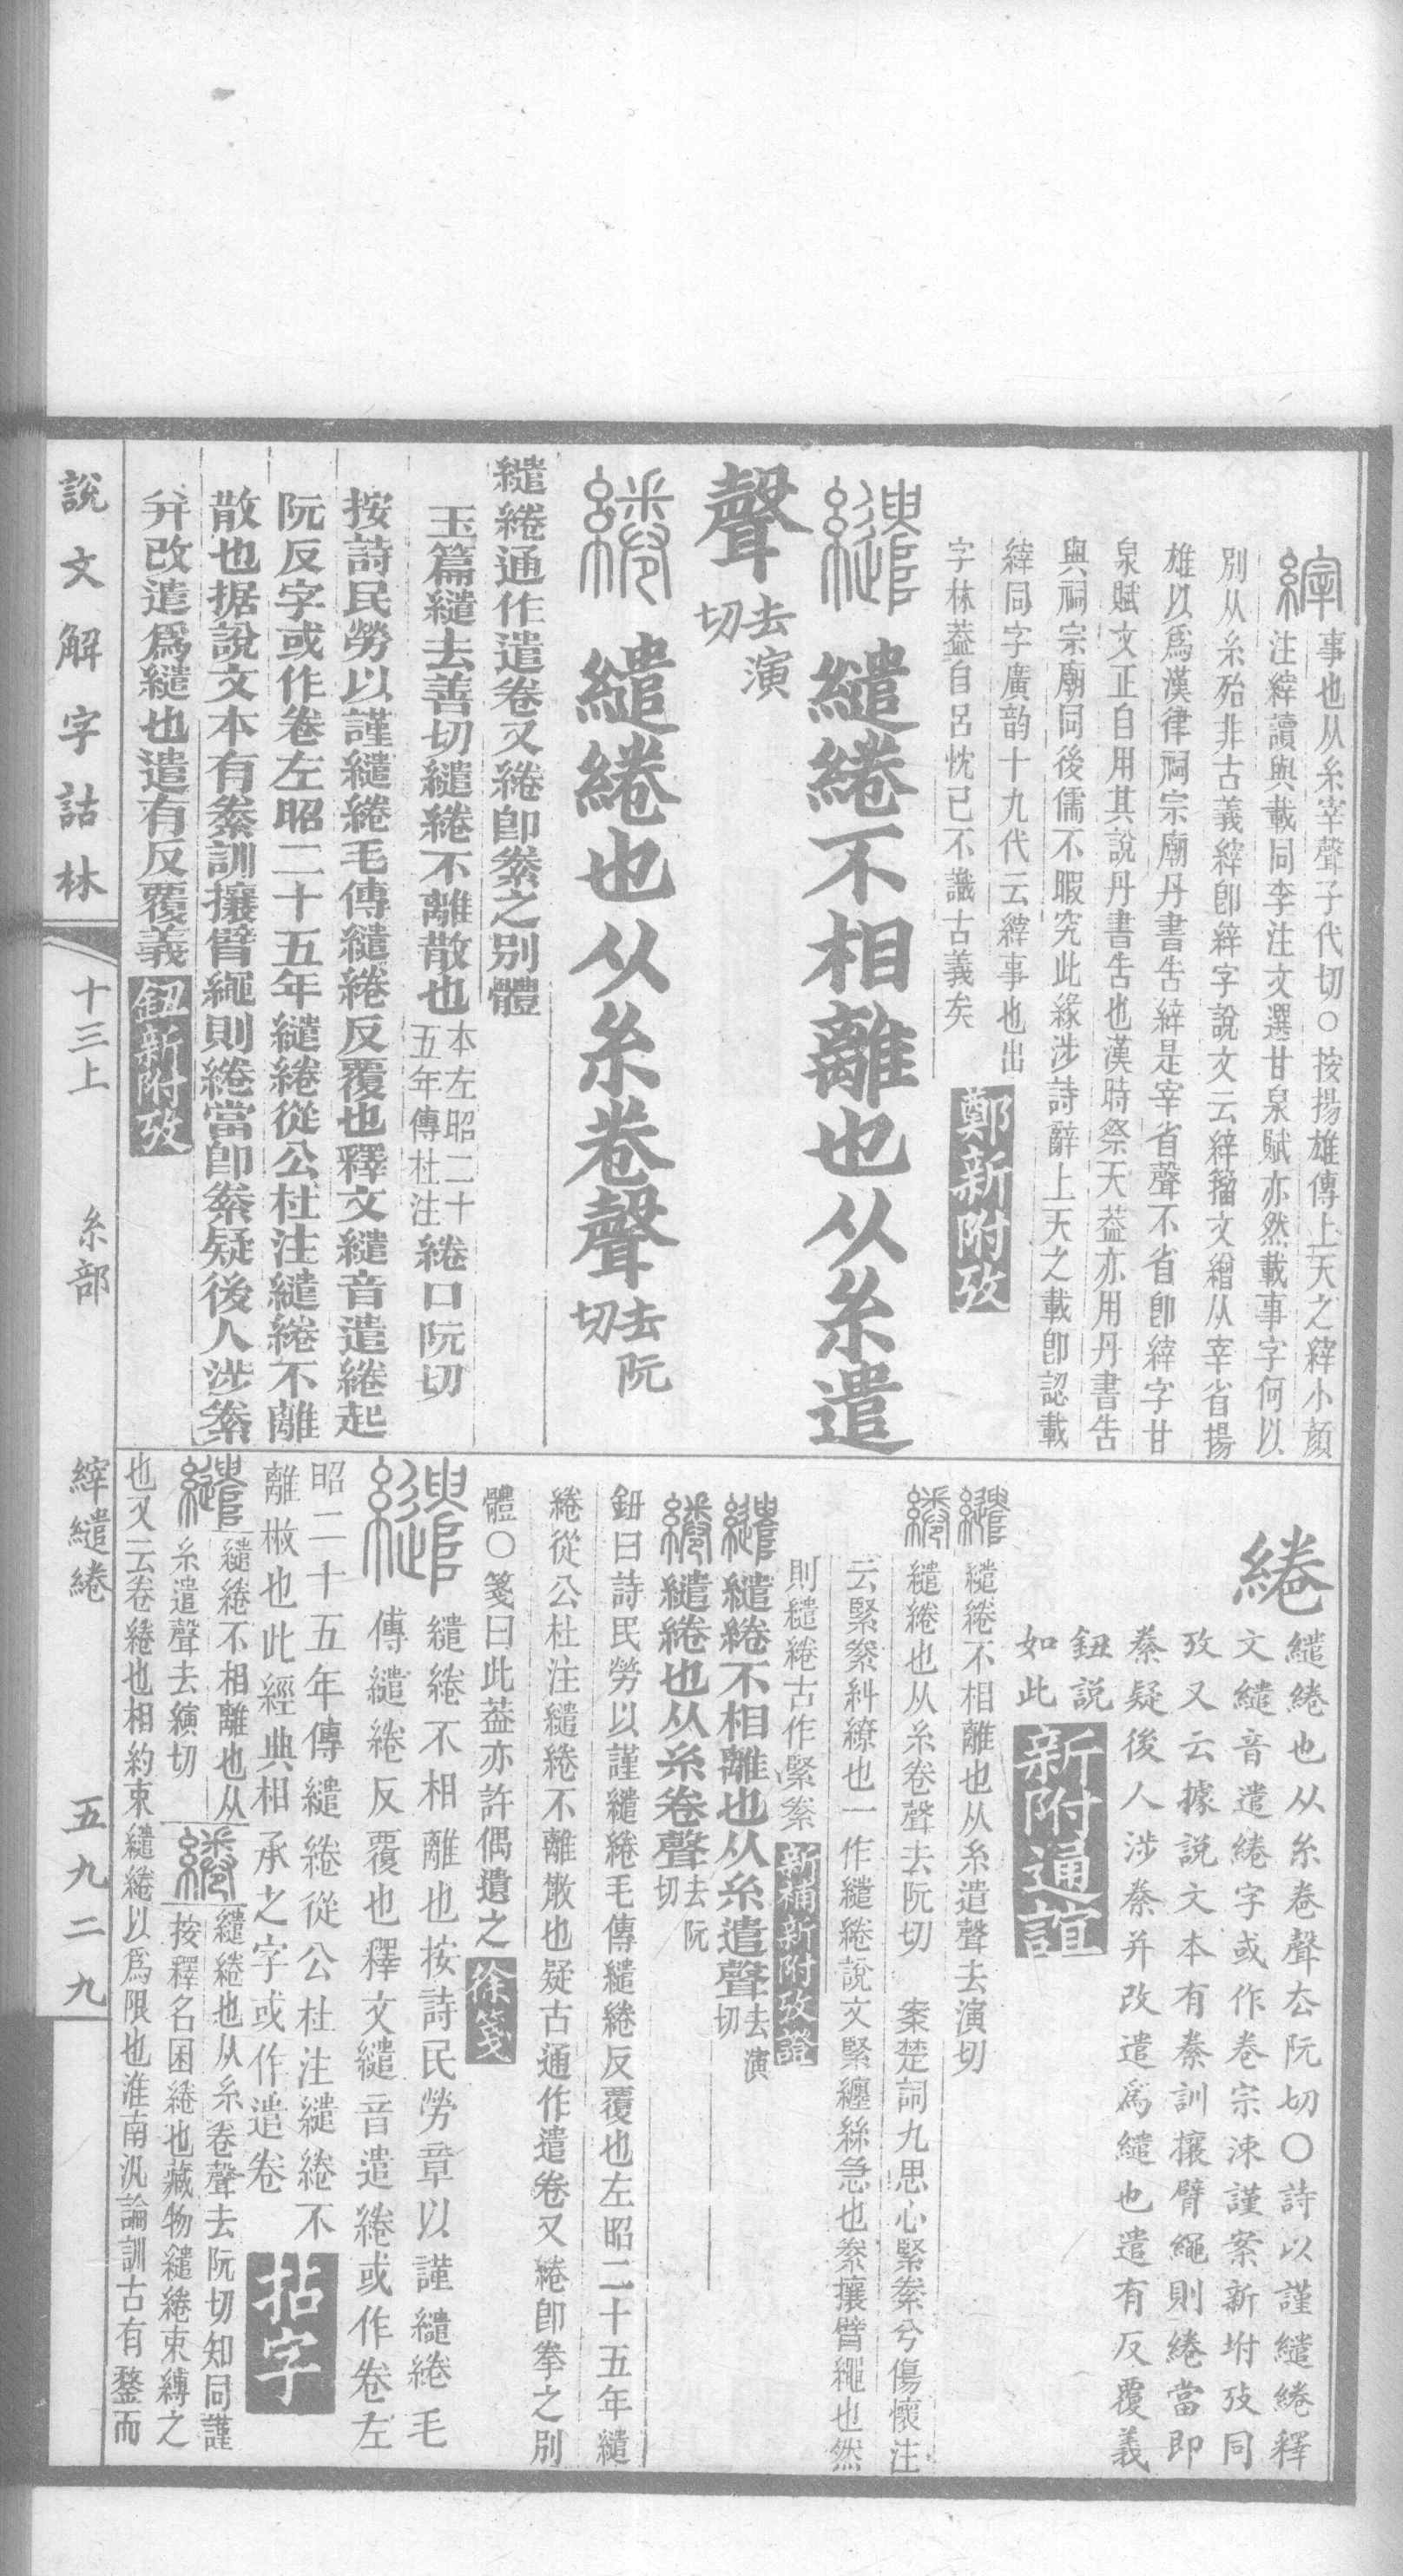 縡事也从糸宰聲子代切○按揚雄傳上天之縡小顏
注縡讀與載同李注文選甘泉賦亦然載事字何以
別从糸殆非古義縡卽縡字說文云縡籀文繒从宰省揚
雄以爲漢律祠宗廟丹書告縡是宰省聲不省卽縡字甘
泉賦文正自用其說丹書告也漢時祭天葢亦用丹書告
與祠宗廟同後儒不暇究此緣涉詩辭上天之載卽認載
縡同字廣韵十九代云縡事也出
字林葢自呂忱已不識古義矣
鄭新附攷
繾繾綣不相離也从糸遣
聲去演切
綣繾綣也从糸卷聲去阮切
繾綣通作遣卷又綣卽絭之別體
玉篇繾去善切繾綣不離散也本左昭二十五年傳杜注綣口阮切
按詩民勞以謹繾綣毛傳繾綣反覆也釋文繾音遣綣起
阮反字或作卷左昭二十五年繾綣從公杜注繾綣不離
散也据說文本有絭訓攘臂繩則綣當卽絭疑後人涉絭
幷改遣爲繾也遣有反覆義
鈕新附攷
綣
繾綣也从糸卷聲厺阮切○詩以謹繾綣釋
文繾音遣綣字或作卷宗涑謹案新坿攷同
攷又云據說文本有絭訓攘臂繩則綣當即
絭疑後人涉絭幷改遣爲繾也遣有反覆義
鈕說
如此
新附通誼
繾繾綣不相離也从糸遣聲去演切
綣繾綣也从糸卷聲去阮切 案楚詞九思心緊絭兮傷懷注
云緊絭糾繚也一作繾綣說文緊纏絲急也絭攘臂繩也然
則繾綣古作緊絭
新補新附攷證
繾繾綣不相離也从糸遣聲去演切
綣繾綣也从糸卷聲去阮切
鈕曰詩民勞以謹繾綣毛傳繾綣反覆也左昭二十五年繾
綣從公杜注繾綣不離散也疑古通作遣卷又綣卽拳之別
體○箋曰此葢亦許偶遺之
徐箋
繾繾綣不相離也按詩民勞章以謹繾綣毛
傳繾綣反覆也釋文繾音遣綣或作卷左
昭二十五年傳繾綣從公杜注繾綣不
離散也此經典相承之字或作遣卷
拈字
繾繾綣不相離也从
糸遣聲去演切
綣繾綣也从糸卷聲去阮切知同謹
按釋名囷綣也藏物繾綣束縛之
也又云卷綣也相約束繾綣以爲限也淮南汎論訓古有鍪而
說文解字詁林
十三上
糸部
縡繾綣
五九二九